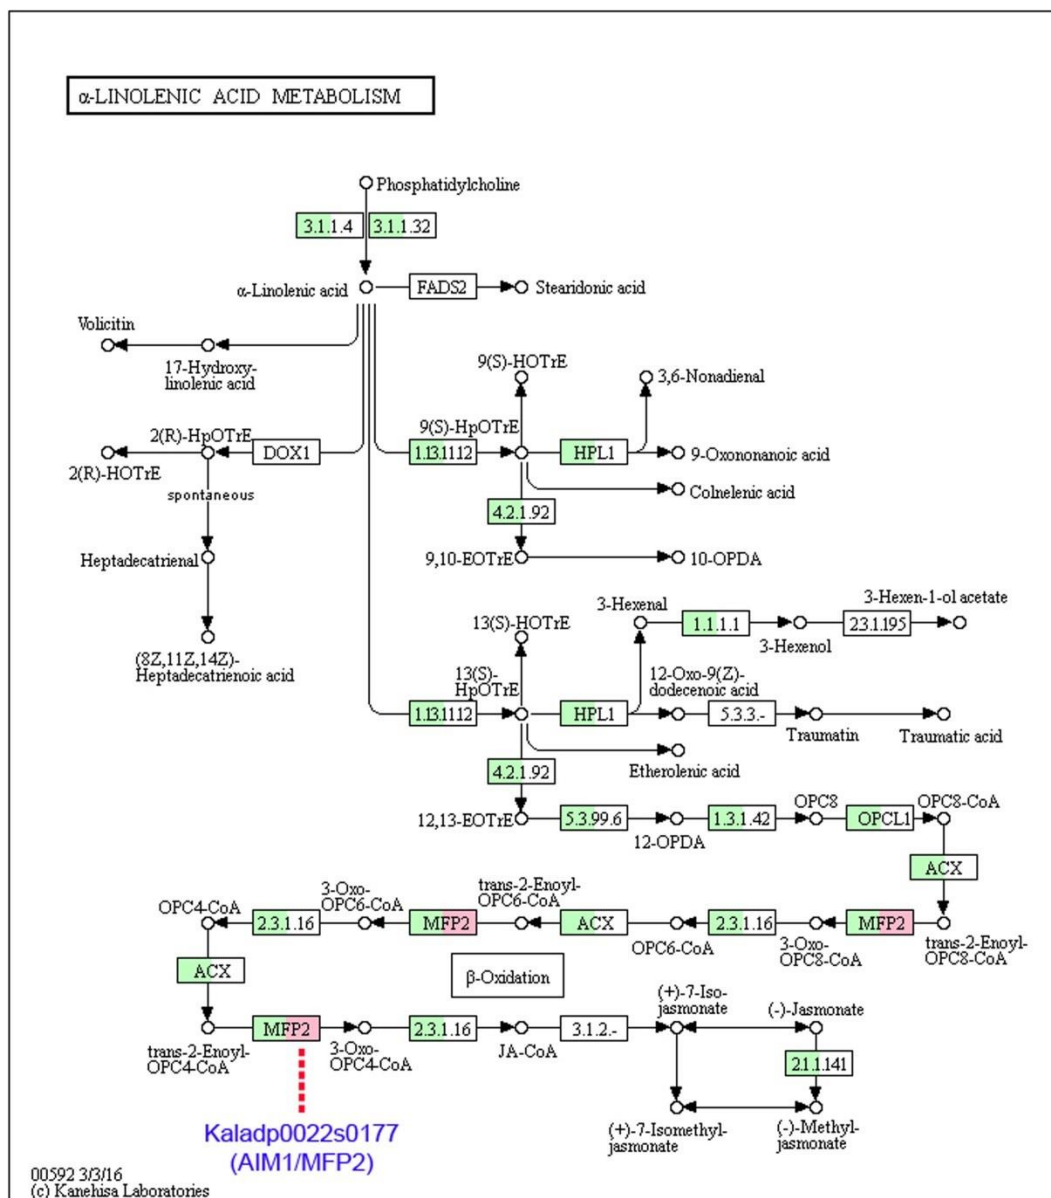 α-LINOLENIC ACID METABOLISM
Phosphatidylcholine
3.1.1.4
3.1.1.32
α-Linolenic acid
FADS2
Stearidonic acid
Volicitin
17-Hydroxy-
linolenic acid
9(S)-HOTrE
3,6-Nonadienal
2(R)-HpOTrE
DOX1
9(S)-HpOTrE
1.13.1112
HPL1
9-Oxononanoic acid
2(R)-HOTrE
spontaneous
Colnelenic acid
4.2.1.92
Heptadecatrienal
9,10-EOTrE
10-OPDA
3-Hexenal
3-Hexen-1-ol acetate
13(S)-HOTrE
1.1.1.1
3-Hexenol
2.3.1.195
(8Z,11Z,14Z)-
Heptadecatrienoic acid
13(S)-
HpOTrE
12-Oxo-9(Z)-
dodecenoic acid
1.13.1112
HPL1
5.3.3.-
Traumatin
Traumatic acid
Etherolenic acid
4.2.1.92
12,13-EOTrE
5.3.99.6
12-OPDA
1.3.1.42
OPC8
OPCL1
OPC8-CoA
ACX
OPC4-CoA
2.3.1.16
3-Oxo-
OPC6-CoA
MFP2
trans-2-Enoyl-
OPC6-CoA
ACX
OPC6-CoA
2.3.1.16
3-Oxo-
OPC8-CoA
MFP2
trans-2-Enoyl-
OPC8-CoA
ACX
β-Oxidation
(+)-7-Iso-
jasmonate
(-)-Jasmonate
trans-2-Enoyl-
OPC4-CoA
MFP2
3-Oxo-
OPC4-CoA
2.3.1.16
JA-CoA
3.1.2.-
2.1.1.141
(+)-7-Isomethyl-
jasmonate
(-)-Methyl-
jasmonate
Kaladp0022s0177
(AIM1/MFP2)
00592 3/3/16
(c) Kanehisa Laboratories